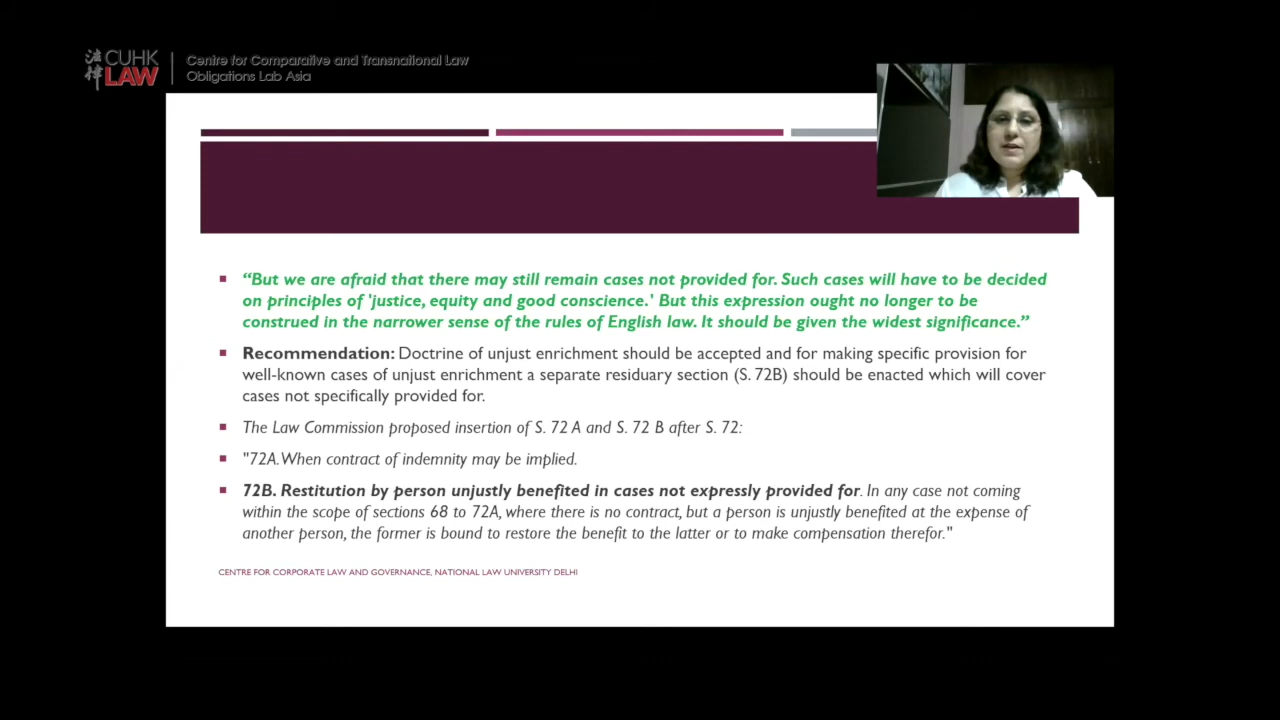 法律
CUHK
LAW
Centre for Comparative and Transnational Law
Obligations Lab Asia
“But we are afraid that there may still remain cases not provided for. Such cases will have to be decided
on principles of 'justice, equity and good conscience.' But this expression ought no longer to be
construed in the narrower sense of the rules of English law. It should be given the widest significance.”
Recommendation: Doctrine of unjust enrichment should be accepted and for making specific provision for
well-known cases of unjust enrichment a separate residuary section (S. 72B) should be enacted which will cover
cases not specifically provided for.
The Law Commission proposed insertion of S. 72 A and S. 72 B after S. 72:
"72A. When contract of indemnity may be implied.
72B. Restitution by person unjustly benefited in cases not expressly provided for. In any case not coming
within the scope of sections 68 to 72A, where there is no contract, but a person is unjustly benefited at the expense of
another person, the former is bound to restore the benefit to the latter or to make compensation therefor."
CENTRE FOR CORPORATE LAW AND GOVERNANCE, NATIONAL LAW UNIVERSITY DELHI